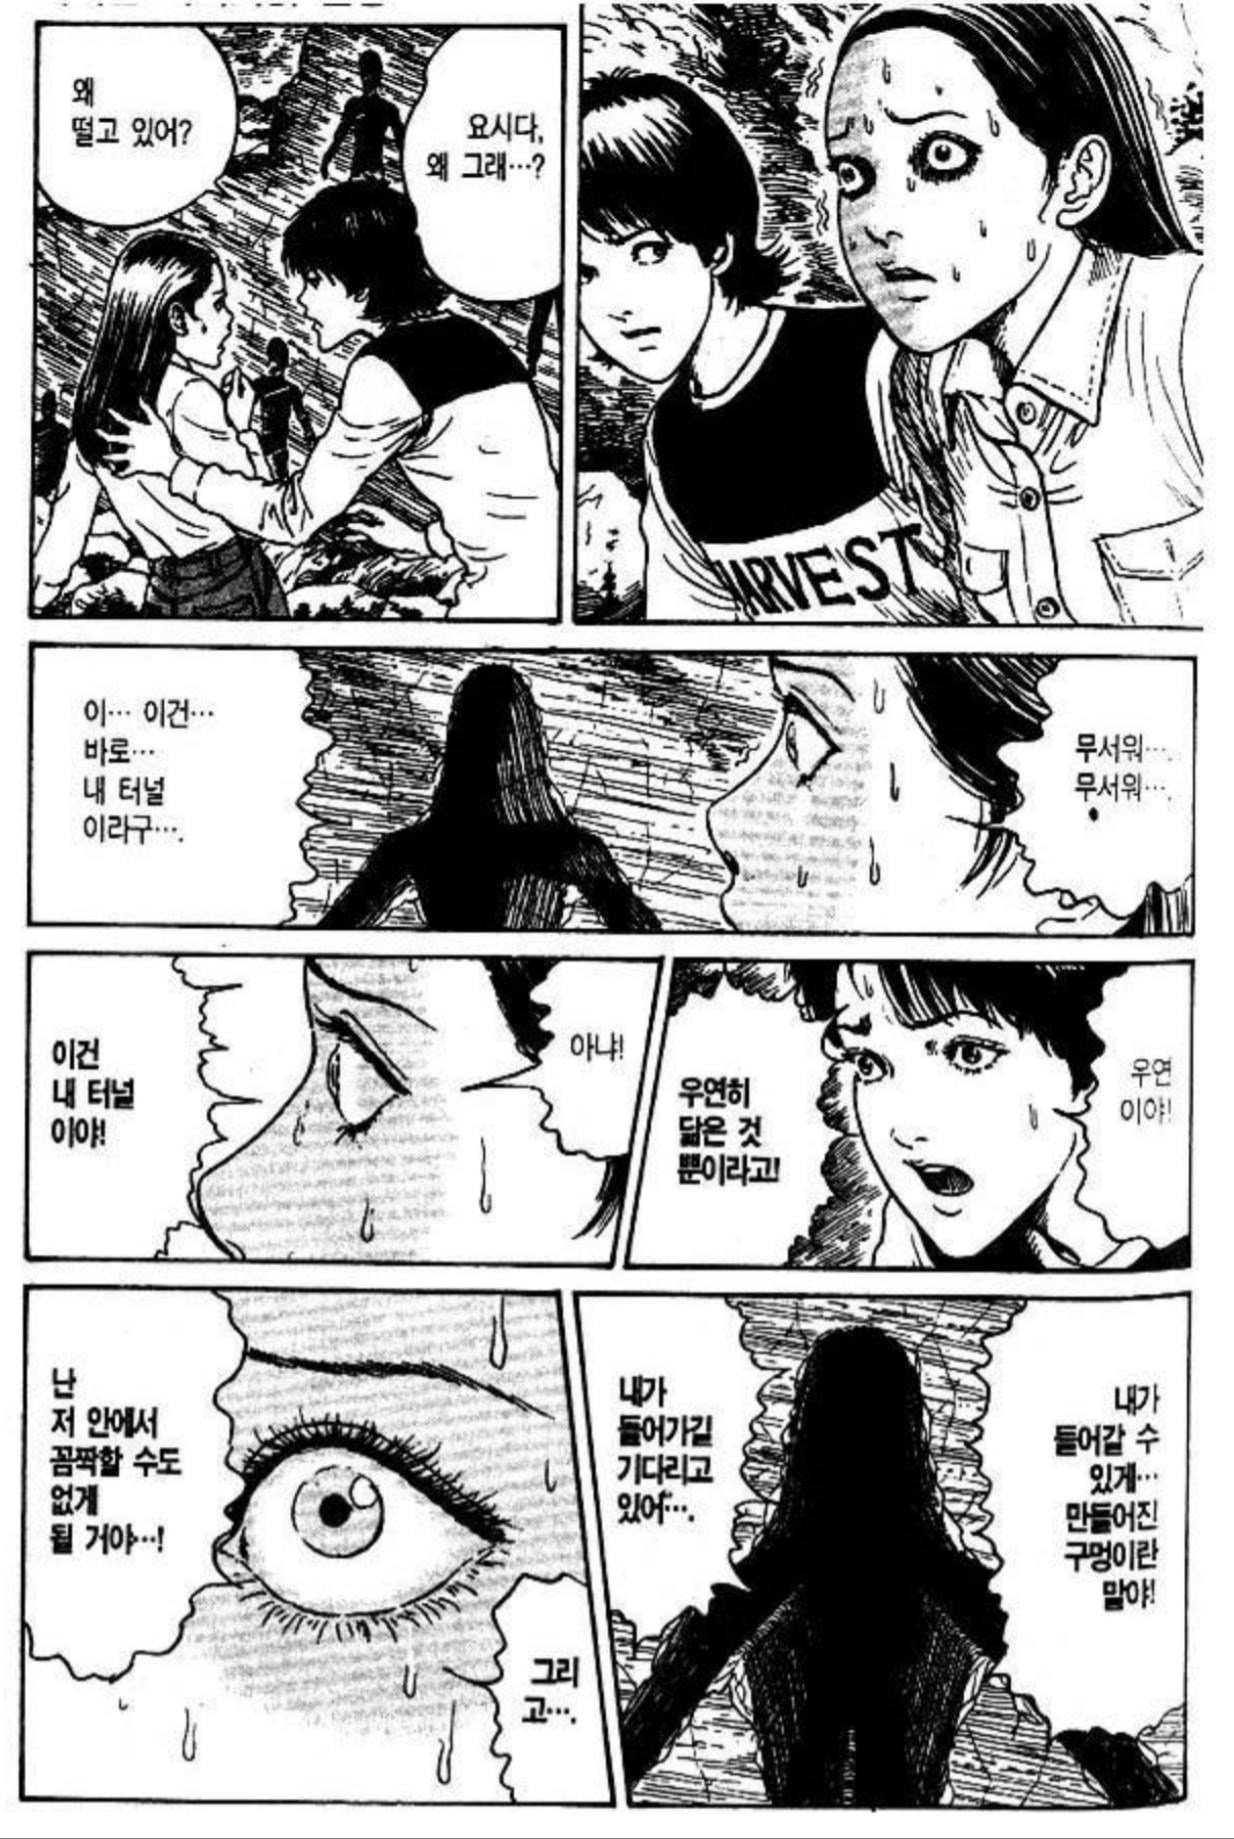 요시다,
왜 그래…?
왜
떨고 있어?
HARVEST
무서워….
무서워….
이… 이건…
바로…
내 터널
이라구….
우연
이야!
우연히
닮은 것
뿐이라고!
아냐!
이건
내 터널
이야!
내가
들어갈 수
있게…
만들어진
구멍이란
말야!
내가
들어가길
기다리고
있어….
그리
고….
난
저 안에서
꼼짝할 수도
없게
될 거야…!